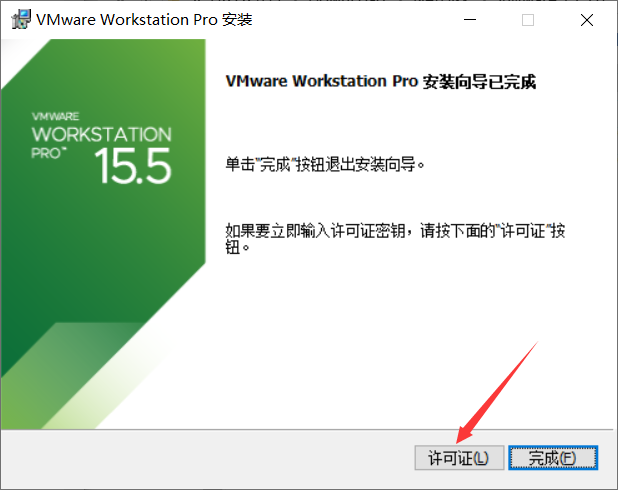 VMware Workstation Pro 安装
VMware Workstation Pro 安装向导已完成
VMWARE
WORKSTATION
PRO™
15.5
单击"完成"按钮退出安装向导。
如果要立即输入许可证密钥，请按下面的"许可证"按
钮。
许可证(L)
完成(F)